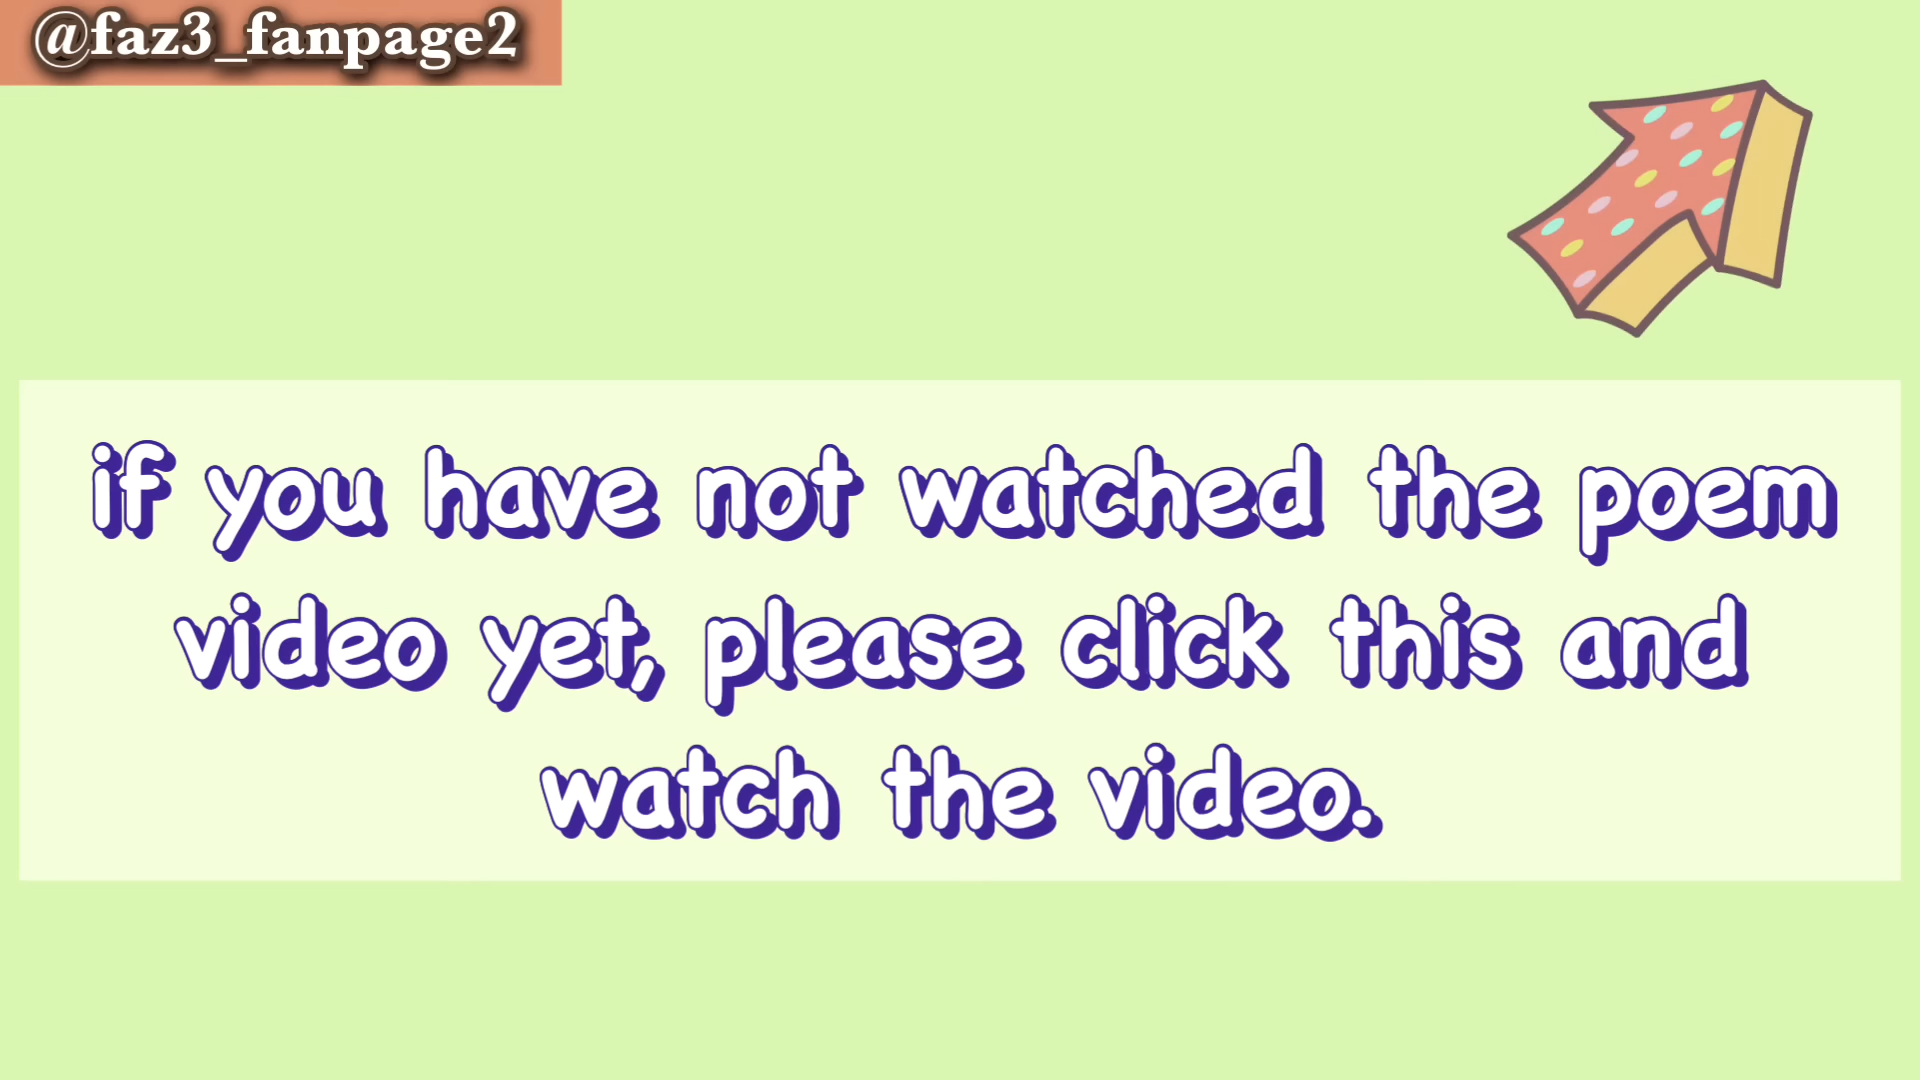 @faz3_fanpage2
if you have not watched the poem
video yet, please click this and
watch the video.